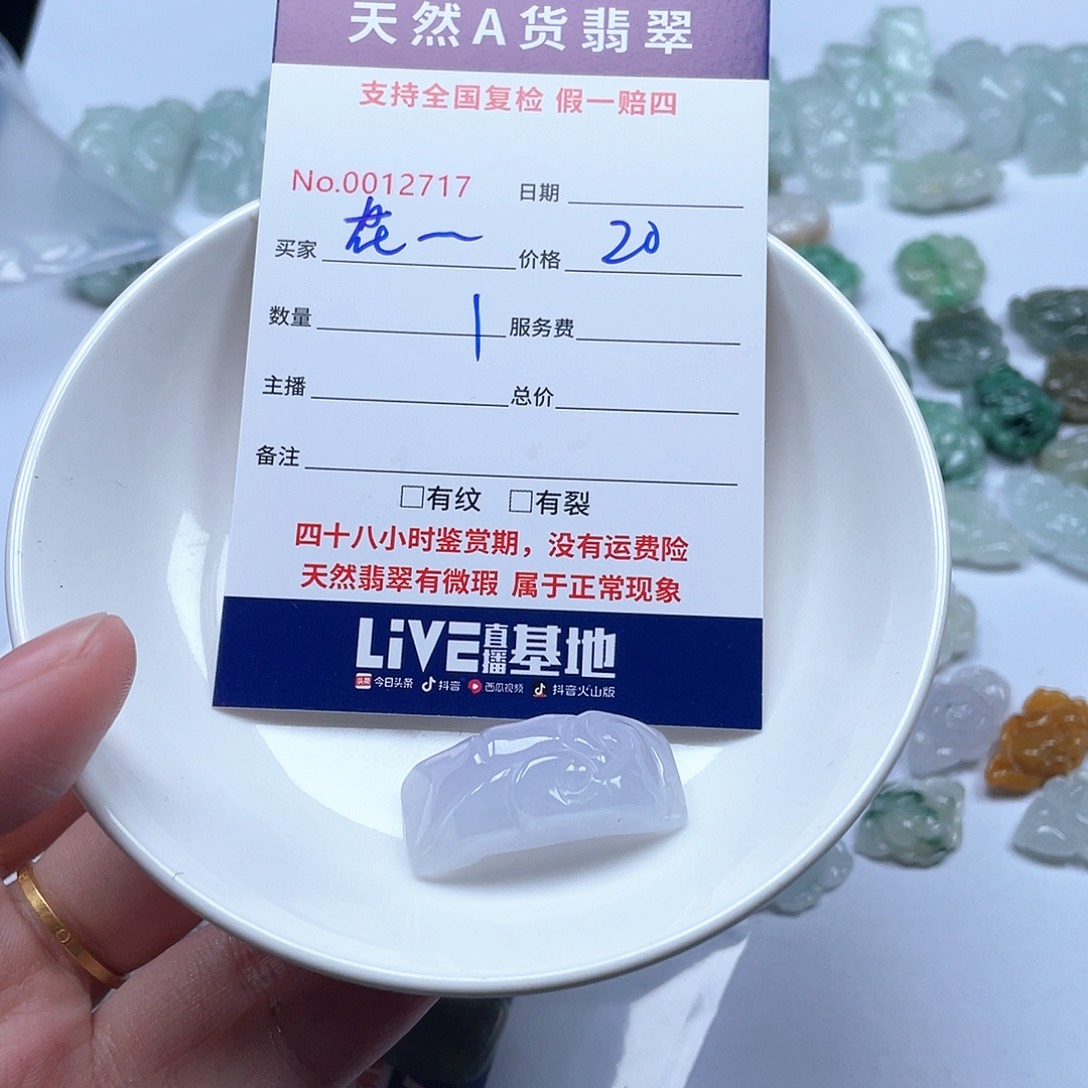 天然A货翡翠
支持全国复检 假一赔四
No.0012717 日期
买家 花一 价格 20
数量 1 服务费
主播 总价
备注
□有纹 □有裂
四十八小时鉴赏期，没有运费险
天然翡翠有微瑕 属于正常现象
LiVE直播基地
头条 今日头条 抖音 西瓜视频 抖音火山版